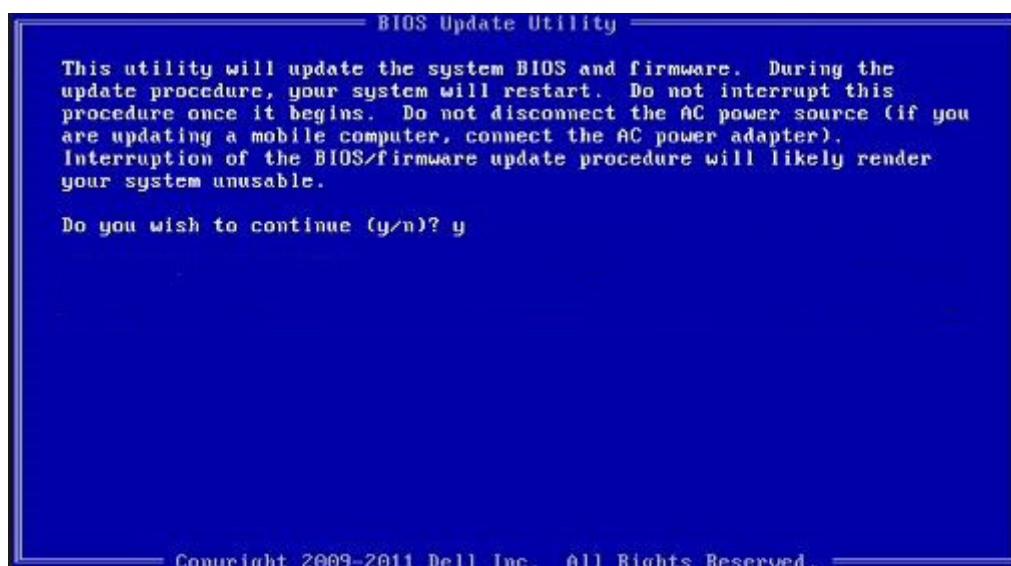 BIOS Update Utility
This utility will update the system BIOS and firmware. During the
update procedure, your system will restart. Do not interrupt this
procedure once it begins. Do not disconnect the AC power source (if you
are updating a mobile computer, connect the AC power adapter).
Interruption of the BIOS/firmware update procedure will likely render
your system unusable.
Do you wish to continue (y/n)? y
Copyright 2009-2011 Dell Inc. All Rights Reserved.